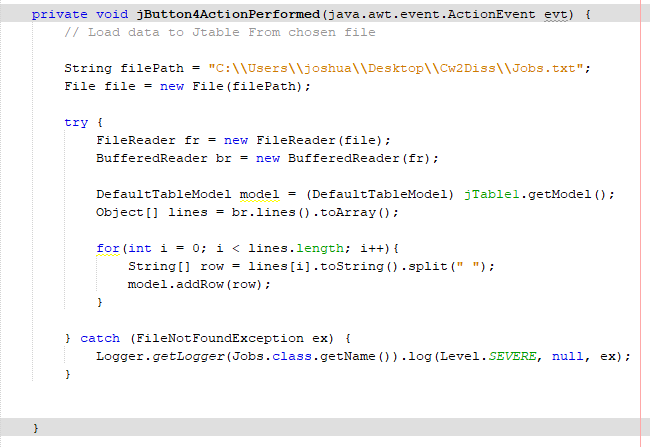 private void jButton4ActionPerformed(java.awt.event.ActionEvent evt) {
// Load data to Jtable From chosen file
String filePath = "C:\\Users\\joshua\\Desktop\\Cw2Diss\\Jobs.txt";
File file = new File(filePath);
try {
FileReader fr = new FileReader(file);
BufferedReader br = new BufferedReader(fr);
DefaultTableModel model = (DefaultTableModel) jTable1.getModel();
Object[] lines = br.lines().toArray();
for(int i = 0; i < lines.length; i++){
String[] row = lines[i].toString().split(" ");
model.addRow(row);
}
} catch (FileNotFoundException ex) {
Logger.getLogger(Jobs.class.getName()).log(Level.SEVERE, null, ex);
}
}